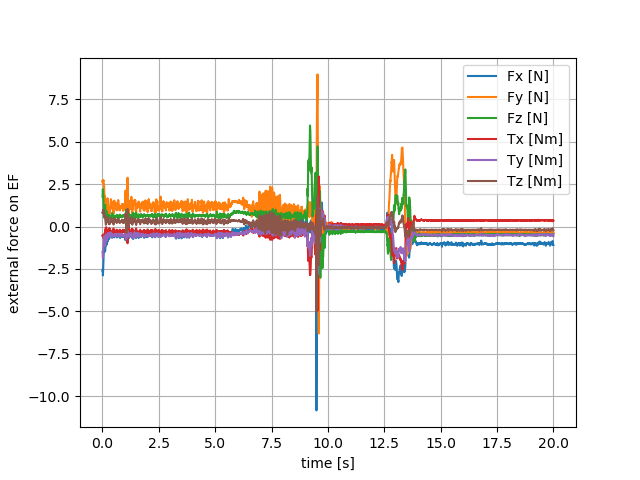 Fx [N]
Fy [N]
Fz [N]
Tx [Nm]
Ty [Nm]
Tz [Nm]
7.5
5.0
2.5
0.0
−2.5
−5.0
−7.5
−10.0
external force on EF
0.0 2.5 5.0 7.5 10.0 12.5 15.0 17.5 20.0
time [s]